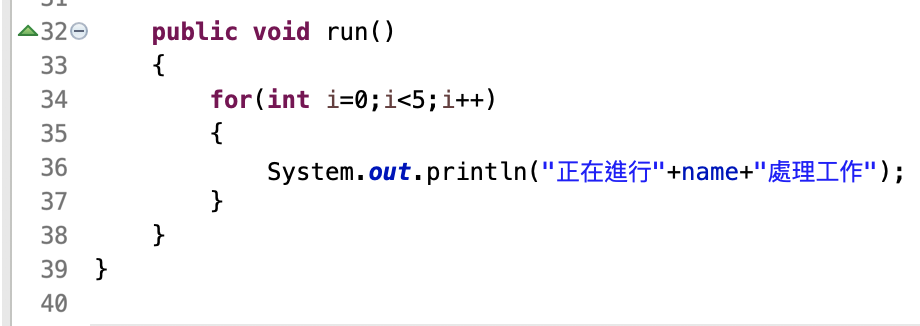 31
32 public void run()
33 {
34 for(int i=0;i<5;i++)
35 {
36 System.out.println("正在進行"+name+"處理工作");
37 }
38 }
39 }
40